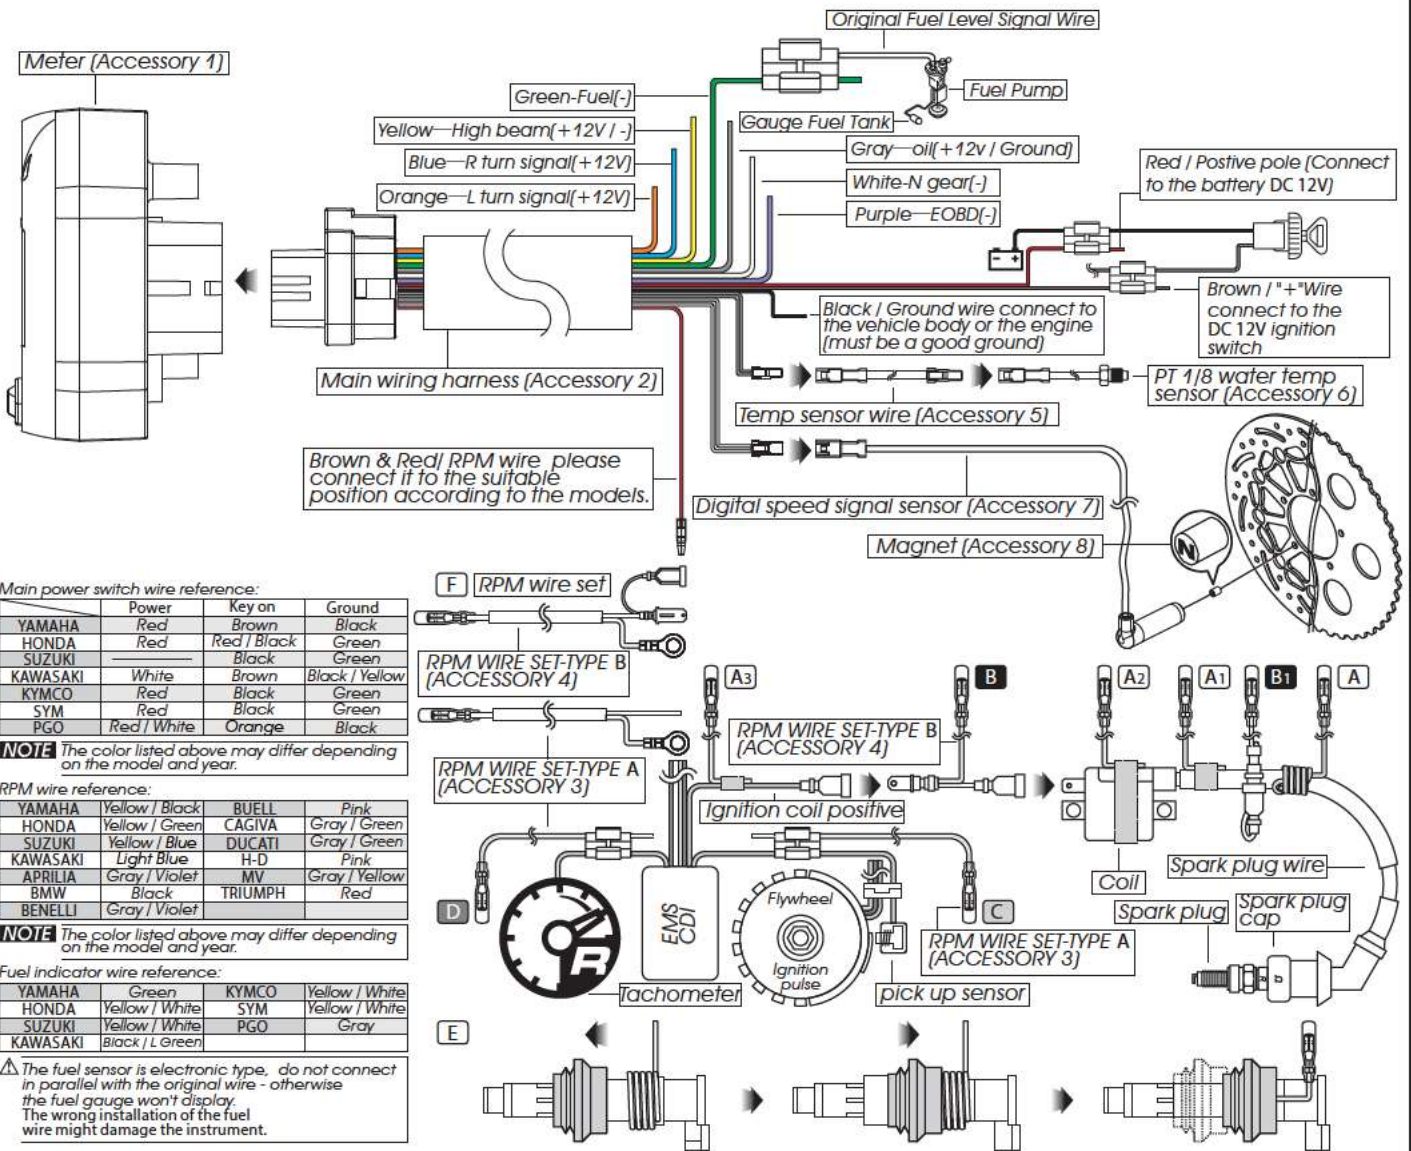 Original Fuel Level Signal Wire
Meter (Accessory 1)
Green-Fuel(-)
Fuel Pump
Yellow—High beam(+12V / -)
Gauge Fuel Tank
Blue—R turn signal(+12V)
Gray—oil(+12v / Ground)
Orange—L turn signal(+12V)
White-N gear(-)
Purple—EOBD(-)
Red / Postive pole (Connect
to the battery DC 12V)
- +
Brown / "+"Wire
connect to the
DC 12V ignition
switch
Black / Ground wire connect to
the vehicle body or the engine
(must be a good ground)
Main wiring harness (Accessory 2)
PT 1/8 water temp
sensor (Accessory 6)
Temp sensor wire (Accessory 5)
Brown & Red/ RPM wire please
connect it to the suitable
position according to the models.
Digital speed signal sensor (Accessory 7)
Magnet (Accessory 8)
N
Main power switch wire reference:
Power Key on Ground
YAMAHA Red Brown Black
HONDA Red Red / Black Green
SUZUKI ——— Black Green
KAWASAKI White Brown Black / Yellow
KYMCO Red Black Green
SYM Red Black Green
PGO Red / White Orange Black
NOTE The color listed above may differ depending
on the model and year.
RPM wire reference:
YAMAHA Yellow / Black BUELL Pink
HONDA Yellow / Green CAGIVA Gray / Green
SUZUKI Yellow / Blue DUCATI Gray / Green
KAWASAKI Light Blue H-D Pink
APRILIA Gray / Violet MV Gray / Yellow
BMW Black TRIUMPH Red
BENELLI Gray / Violet
NOTE The color listed above may differ depending
on the model and year.
Fuel indicator wire reference:
YAMAHA Green KYMCO Yellow / White
HONDA Yellow / White SYM Yellow / White
SUZUKI Yellow / White PGO Gray
KAWASAKI Black / L Green
The fuel sensor is electronic type, do not connect
in parallel with the original wire - otherwise
the fuel gauge won't display.
The wrong installation of the fuel
wire might damage the instrument.
F RPM wire set
RPM WIRE SET-TYPE B
(ACCESSORY 4)
RPM WIRE SET-TYPE A
(ACCESSORY 3)
A3
B
A2
A1
B1
A
RPM WIRE SET-TYPE B
(ACCESSORY 4)
Ignition coil positive
Coil
Spark plug wire
Spark plug
Spark plug
cap
D
R
Tachometer
EMS
CDI
Flywheel
Ignition
pulse
C
RPM WIRE SET-TYPE A
(ACCESSORY 3)
pick up sensor
E